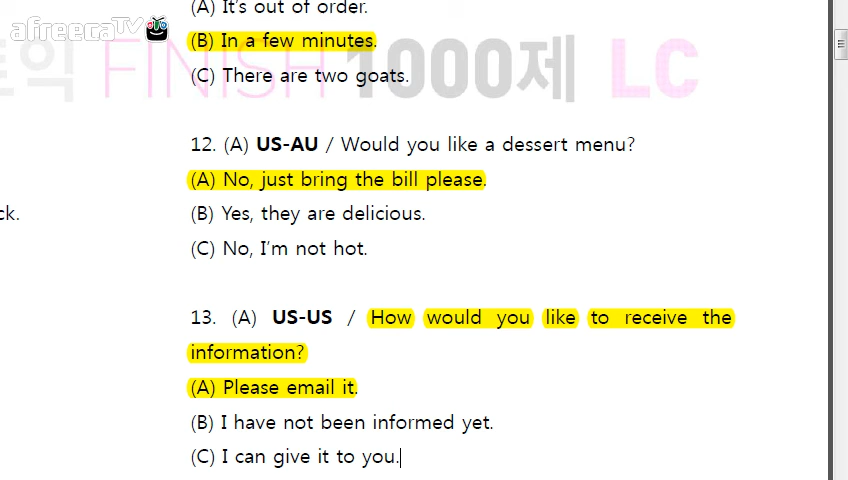 (A) It's out of order.
afreecaTV
(B) In a few minutes.
(C) There are two goats.
토익 FINISH 1000제 LC
12. (A) US-AU / Would you like a dessert menu?
(A) No, just bring the bill please.
ck.
(B) Yes, they are delicious.
(C) No, I'm not hot.
13. (A) US-US / How would you like to receive the
information?
(A) Please email it.
(B) I have not been informed yet.
(C) I can give it to you.